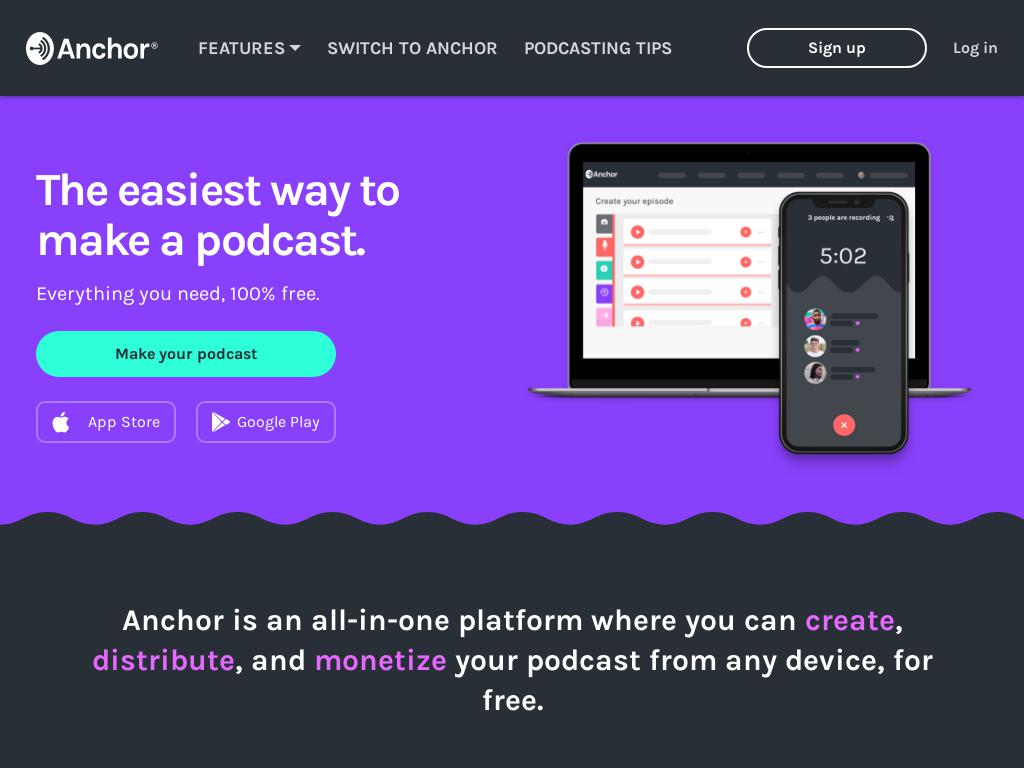 Anchor®
FEATURES
SWITCH TO ANCHOR
PODCASTING TIPS
Sign up
Log in
The easiest way to
make a podcast.
Everything you need, 100% free.
Make your podcast
App Store
Google Play
Anchor
Create your episode
3 people are recording
5:02
Anchor is an all-in-one platform where you can create,
distribute, and monetize your podcast from any device, for
free.